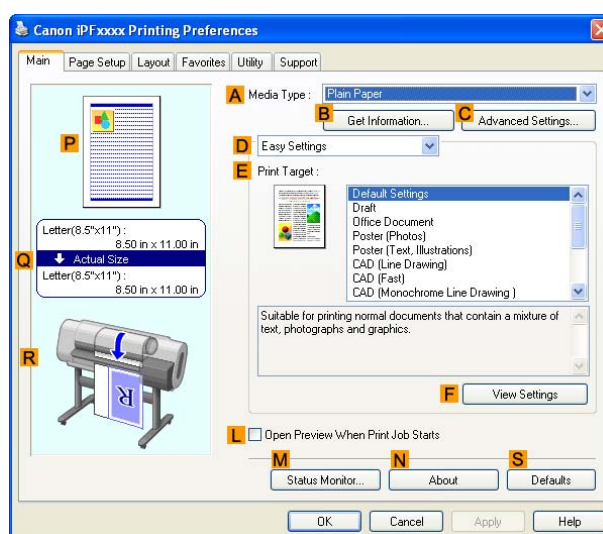 Canon iPFxxxx Printing Preferences
Main Page Setup Layout Favorites Utility Support
A Media Type : Plain Paper
B Get Information... C Advanced Settings...
D Easy Settings
E Print Target :
Default Settings
Draft
Office Document
Poster (Photos)
Poster (Text, Illustrations)
CAD (Line Drawing)
CAD (Fast)
CAD (Monochrome Line Drawing )
P
Letter(8.5"x11") :
8.50 in x 11.00 in
Q Actual Size
Letter(8.5"x11") :
8.50 in x 11.00 in
R
R
Suitable for printing normal documents that contain a mixture of
text, photographs and graphics.
F View Settings
L Open Preview When Print Job Starts
M Status Monitor... N About S Defaults
OK Cancel Apply Help